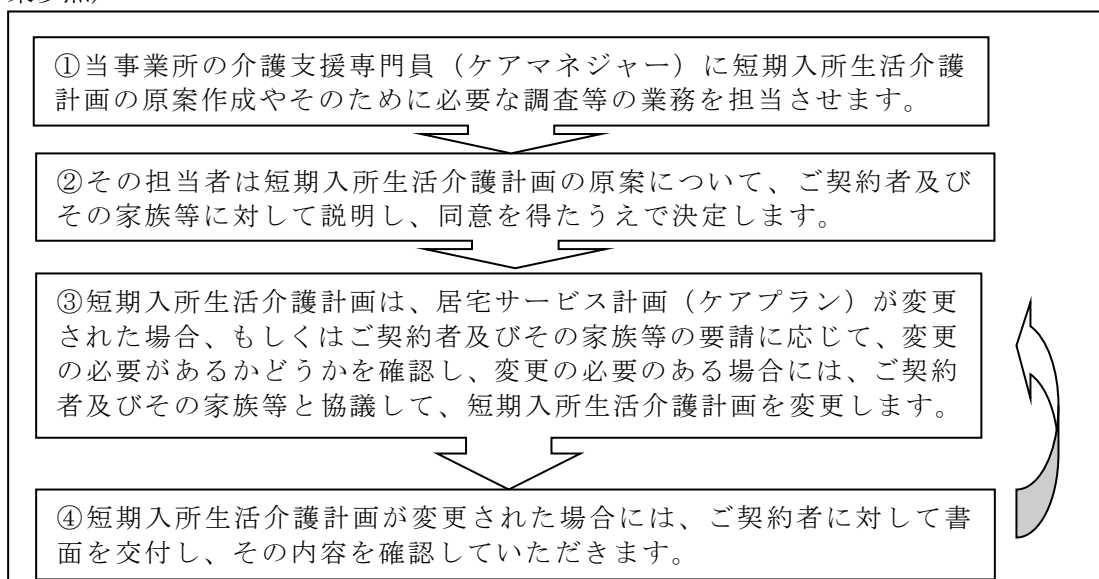 ①当事業所の介護支援専門員（ケアマネジャー）に短期入所生活介護
計画の原案作成やそのために必要な調査等の業務を担当させます。
②その担当者は短期入所生活介護計画の原案について、ご契約者及び
その家族等に対して説明し、同意を得たうえで決定します。
③短期入所生活介護計画は、居宅サービス計画（ケアプラン）が変更
された場合、もしくはご契約者及びその家族等の要請に応じて、変更
の必要があるかどうかを確認し、変更の必要のある場合には、ご契約
者及びその家族等と協議して、短期入所生活介護計画を変更します。
④短期入所生活介護計画が変更された場合には、ご契約者に対して書
面を交付し、その内容を確認していただきます。